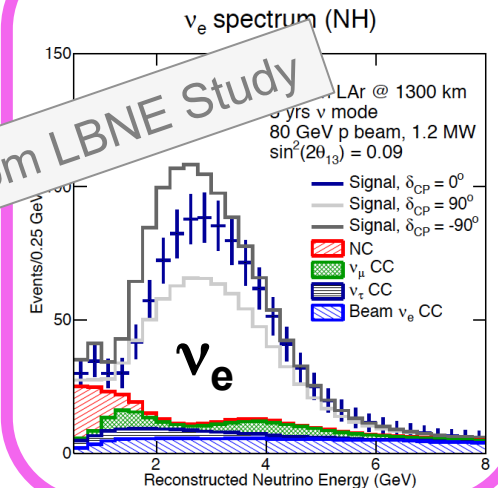 νe spectrum (NH)
150
LAr @ 1300 km
yrs ν mode
80 GeV p beam, 1.2 MW
sin²(2θ13) = 0.09
LBNE Study
Signal, δCP = 0°
Signal, δCP = 90°
Signal, δCP = -90°
NC
νμ CC
ντ CC
Beam νe CC
Events/0.25 GeV
50
νe
0
2 4 6 8
Reconstructed Neutrino Energy (GeV)